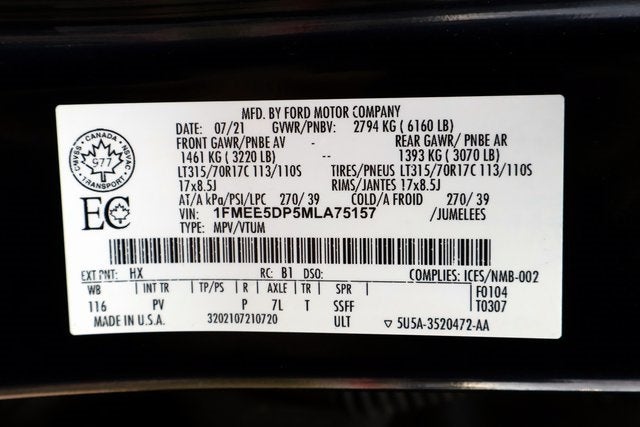 MFD. BY FORD MOTOR COMPANY
DATE: 07/21 GVWR/PNBV: 2794 KG ( 6160 LB)
FRONT GAWR/PNBE AV - REAR GAWR/ PNBE AR
1461 KG ( 3220 LB) -- 1393 KG ( 3070 LB)
LT315/70R17C 113/110S TIRES/PNEUS LT315/70R17C 113/110S
17x8.5J RIMS/JANTES 17x8.5J
AT/A kPa/PSI/LPC 270/ 39 COLD/A FROID 270/ 39
VIN: 1FMEE5DP5MLA75157 /JUMELEES
TYPE: MPV/VTUM
CANADA
CMVSS NSVAC
977
TRANSPORT
EC
EXT PNT: HX RC: B1 DSO: COMPLIES: ICES/NMB-002
WB INT TR TP/PS R AXLE TR SPR F0104
116 PV P 7L T SSFF T0307
MADE IN U.S.A. 3202107210720 ULT ▽ 5U5A-3520472-AA